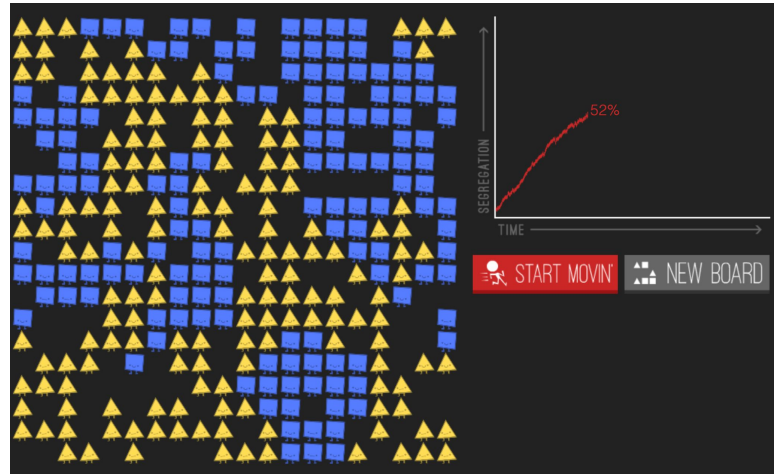 52%
SEGREGATION
TIME
START MOVIN'
NEW BOARD